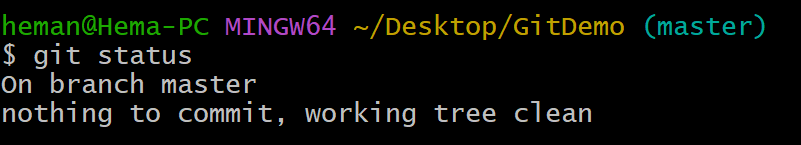 heman@Hema-PC MINGW64 ~/Desktop/GitDemo (master)
$ git status
On branch master
nothing to commit, working tree clean